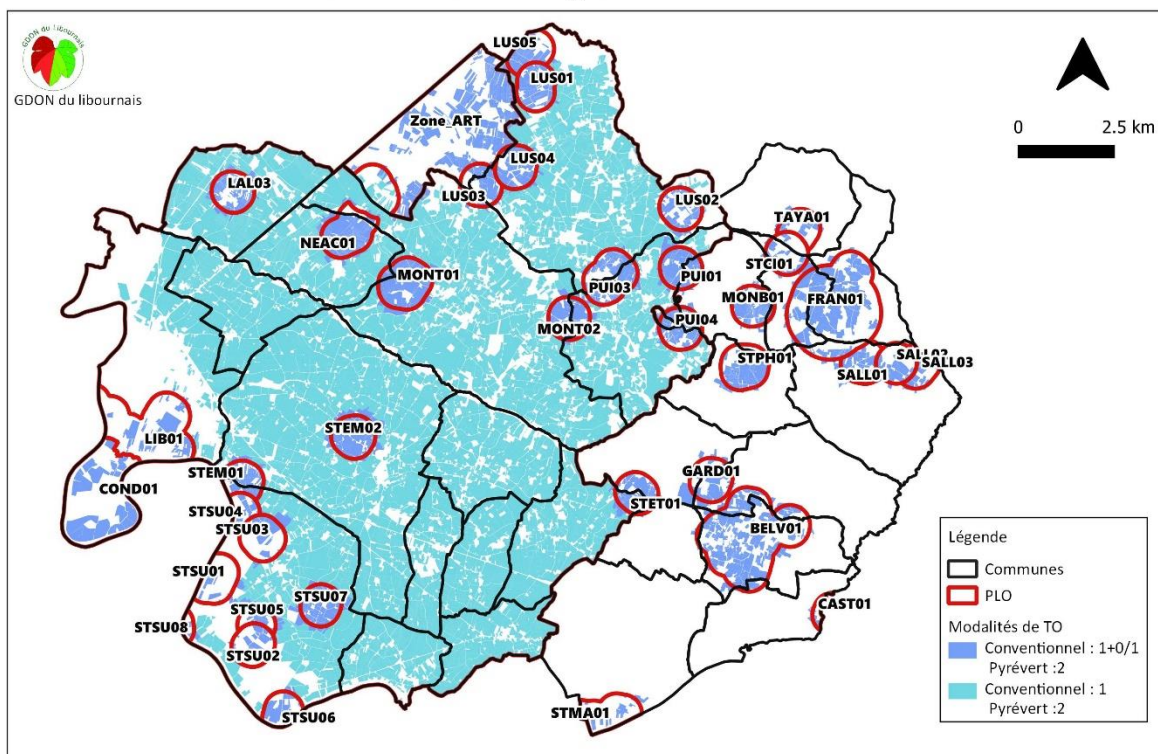 GDON du libournais
GDON du libournais
0
2.5 km
LUS05
LUS01
Zone_ART
LUS04
LAL03
LUS03
LUS02
TAYA01
NEAC01
STCI01
MONT01
PUI03
PUI01
MONB01
FRAN01
MONT02
PUI04
STPH01
SALL02
SALL01
SALL03
LIB01
STEM02
STEM01
GARD01
COND01
STET01
STSU04
STSU03
BELV01
STSU01
STSU07
STSU05
CAST01
STSU08
STSU02
STSU06
STMA01
Légende
Communes
PLO
Modalités de TO
Conventionnel : 1+0/1
Pyrévert :2
Conventionnel : 1
Pyrévert :2